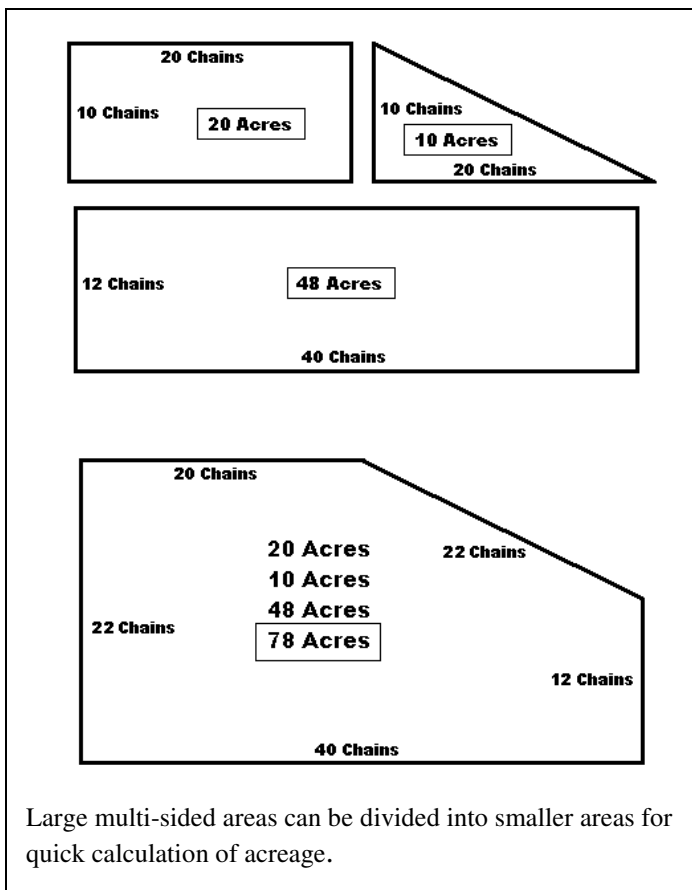 20 Chains
10 Chains
20 Acres
10 Chains
10 Acres
20 Chains
12 Chains
48 Acres
40 Chains
20 Chains
20 Acres
22 Chains
10 Acres
48 Acres
22 Chains
78 Acres
12 Chains
40 Chains
Large multi-sided areas can be divided into smaller areas for
quick calculation of acreage.